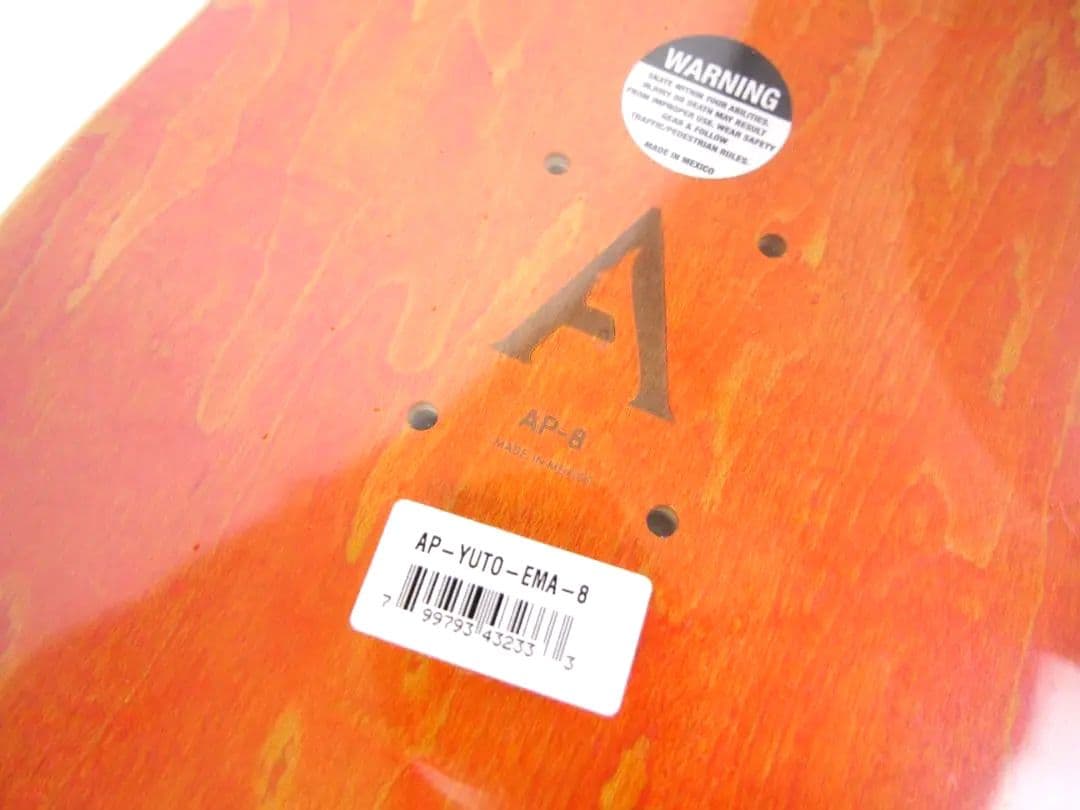 WARNING
SKATE WITHIN YOUR ABILITIES.
INJURY OR DEATH MAY RESULT
FROM IMPROPER USE. WEAR SAFETY
GEAR & FOLLOW
TRAFFIC/PEDESTRIAN RULES.
MADE IN MEXICO
A
AP-8
MADE IN MEXICO
AP-YUTO-EMA-8
7 99793 43233 3